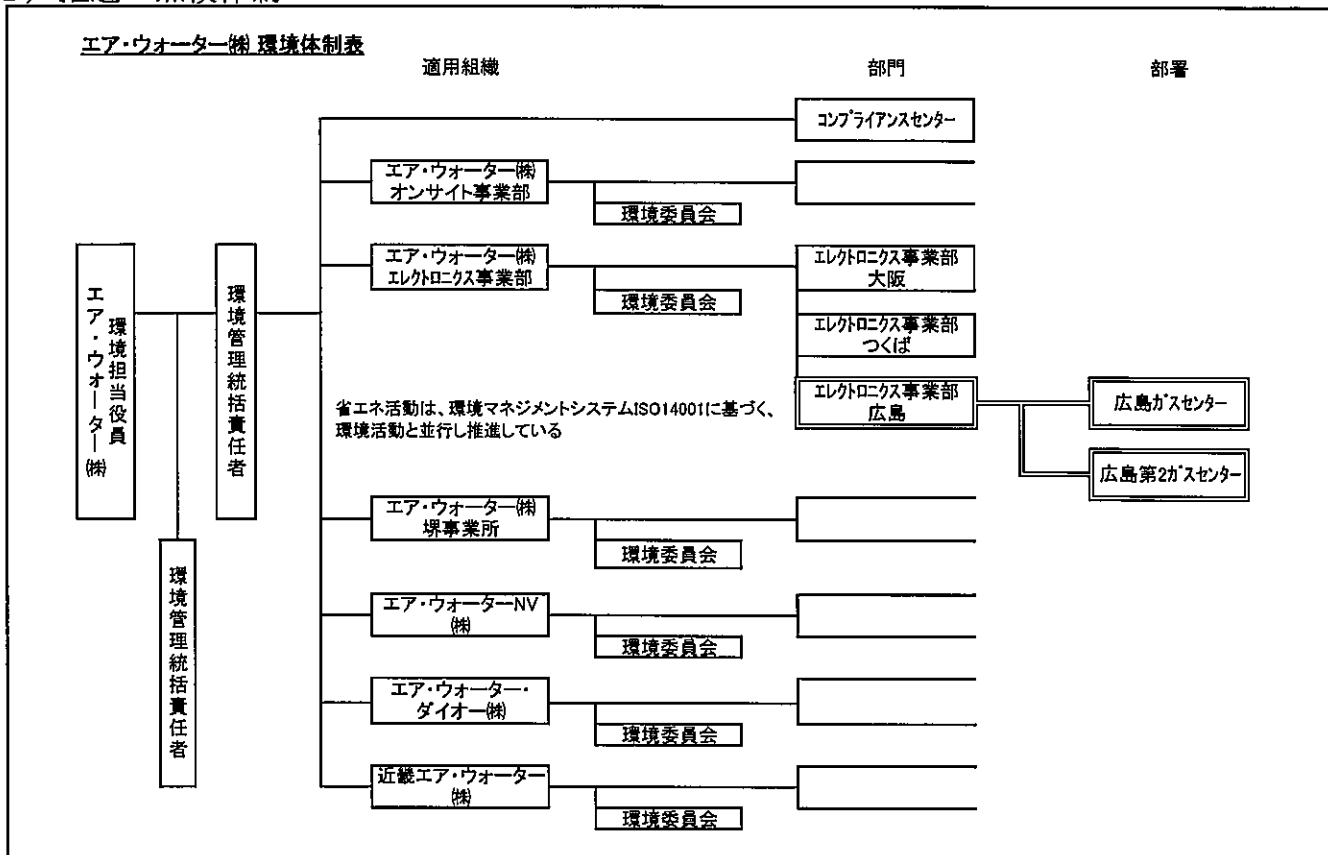 エア・ウォーター㈱ 環境体制表
適用組織
部門
部署
コンプライアンスセンター
エア・ウォーター㈱
オンサイト事業部
環境委員会
エア・ウォーター㈱
環境担当役員
環境管理統括責任者
エア・ウォーター㈱
エレクトロニクス事業部
環境委員会
エレクトロニクス事業部
大阪
エレクトロニクス事業部
つくば
エレクトロニクス事業部
広島
広島ガスセンター
広島第2ガスセンター
省エネ活動は、環境マネジメントシステムISO14001に基づく、
環境活動と並行し推進している
エア・ウォーター㈱
堺事業所
環境委員会
環境管理統括責任者
エア・ウォーターNV
㈱
環境委員会
エア・ウォーター・
ダイオー㈱
環境委員会
近畿エア・ウォーター
㈱
環境委員会